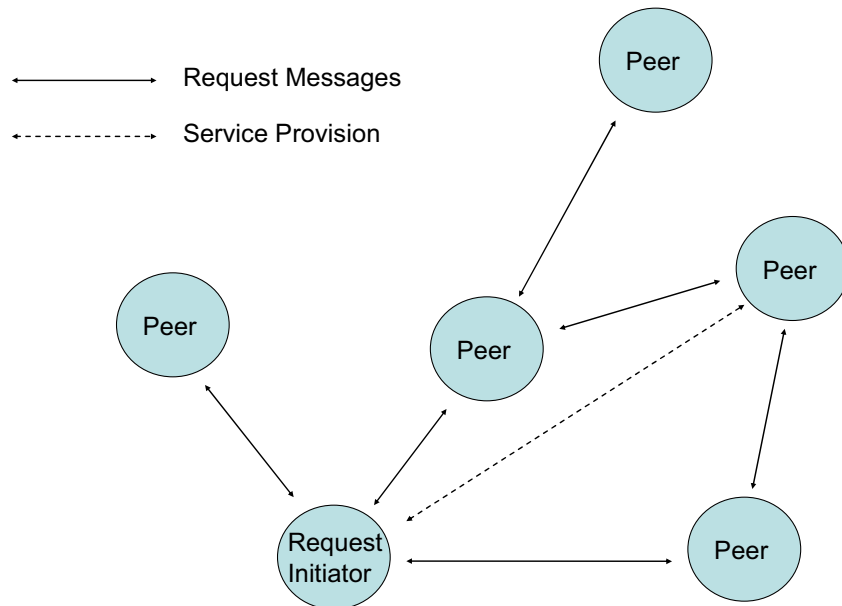 Request Messages
Service Provision
Peer
Peer
Peer
Peer
Request
Initiator
Peer